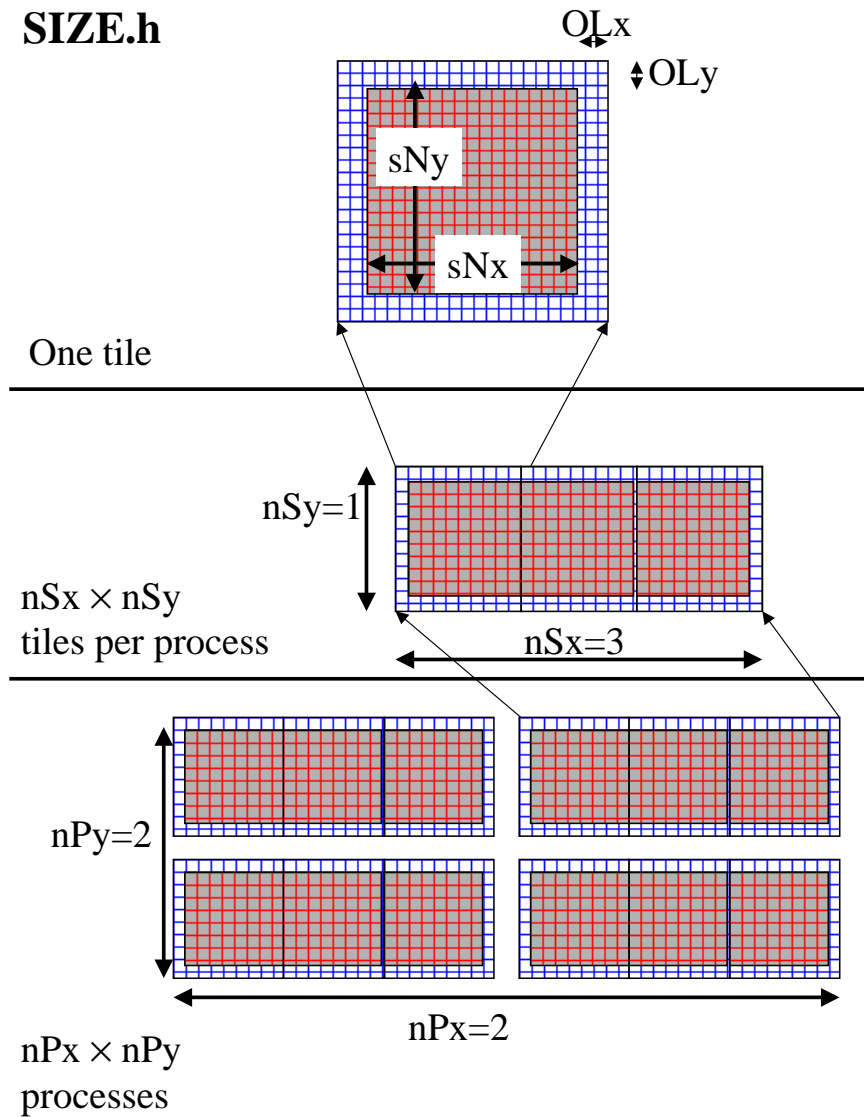 SIZE.h
OLx
OLy
sNy
sNx
One tile
nSy=1
nSx × nSy
tiles per process
nSx=3
nPy=2
nPx=2
nPx × nPy
processes